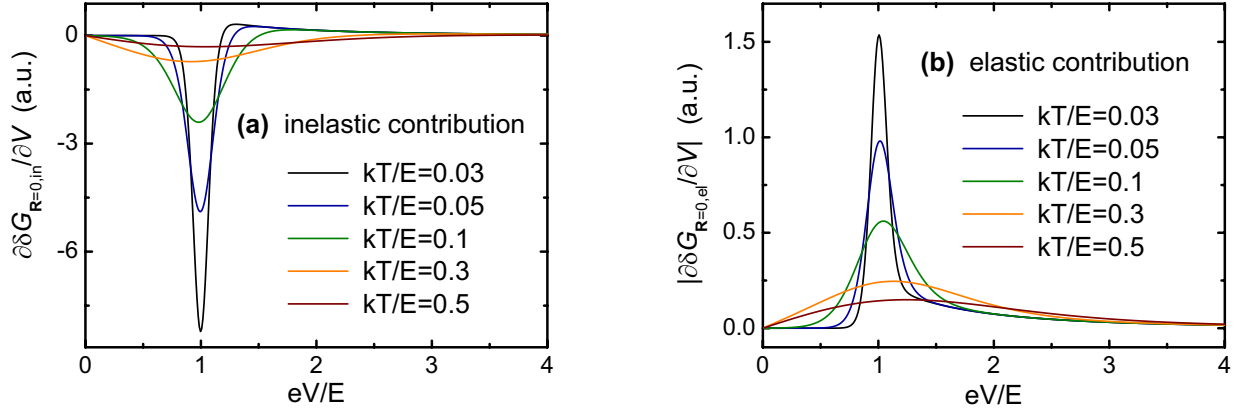 0
-3
-6
0
1
2
3
4
∂δG_{R=0,in}/∂V (a.u.)
eV/E
(a) inelastic contribution
kT/E=0.03
kT/E=0.05
kT/E=0.1
kT/E=0.3
kT/E=0.5
1.5
1.0
0.5
0.0
0
1
2
3
4
|∂δG_{R=0,el}/∂V| (a.u.)
eV/E
(b) elastic contribution
kT/E=0.03
kT/E=0.05
kT/E=0.1
kT/E=0.3
kT/E=0.5